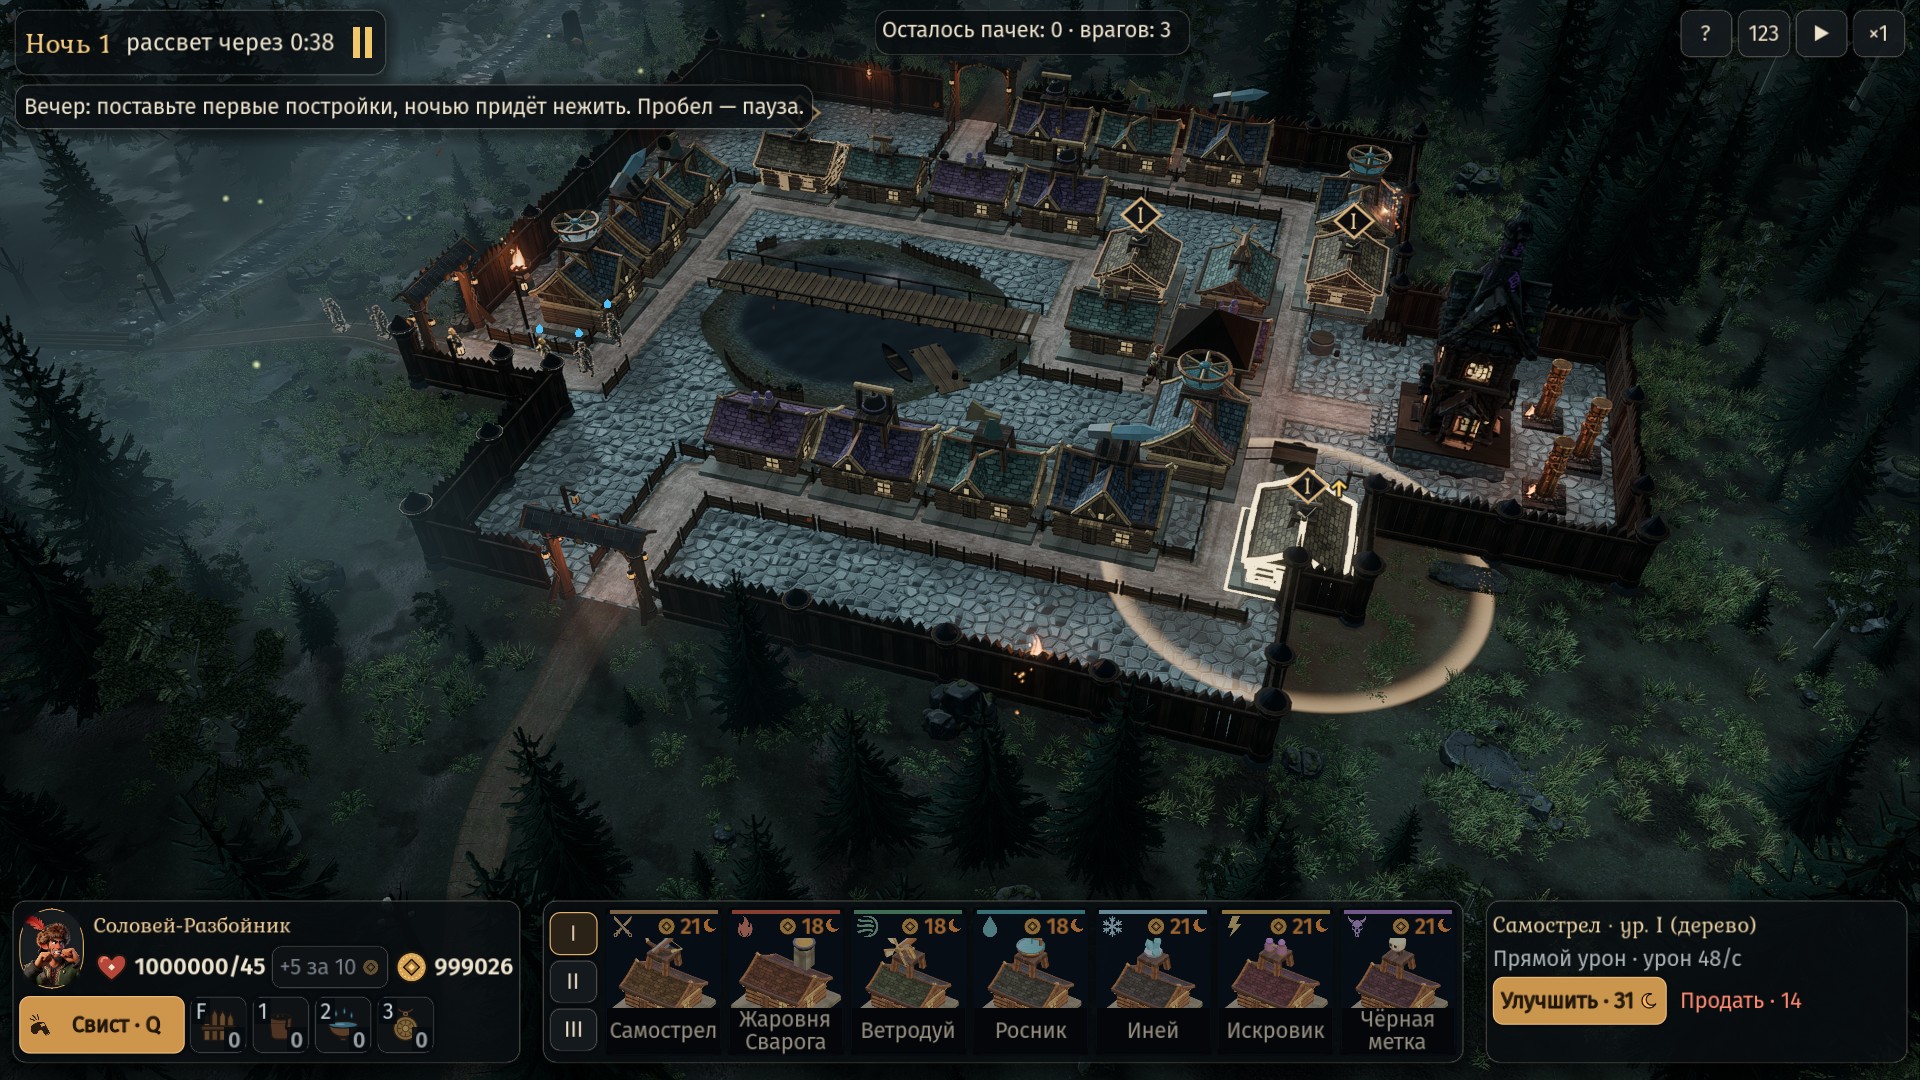 Ночь 1 рассвет через 0:38
Осталось пачек: 0 · врагов: 3
? 123 ×1
Вечер: поставьте первые постройки, ночью придёт нежить. Пробел — пауза.
I
I
I
Соловей-Разбойник
1000000/45 +5 за 10 999026
Свист · Q
F 0
1 0
2 0
3 0
I
II
III
21 18 18 18 21 21 21
Самострел
Жаровня
Сварога
Ветродуй
Росник
Иней
Искровик
Чёрная
метка
Самострел · ур. I (дерево)
Прямой урон · урон 48/с
Улучшить · 31 Продать · 14